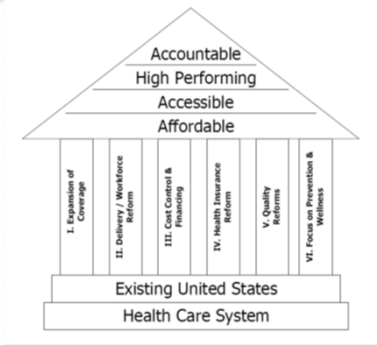 Accountable
High Performing
Accessible
Affordable
I. Expansion of
Coverage
II. Delivery / Workforce
Reform
III. Cost Control &
Financing
IV. Health Insurance
Reform
V. Quality
Reforms
VI. Focus on Prevention &
Wellness
Existing United States
Health Care System